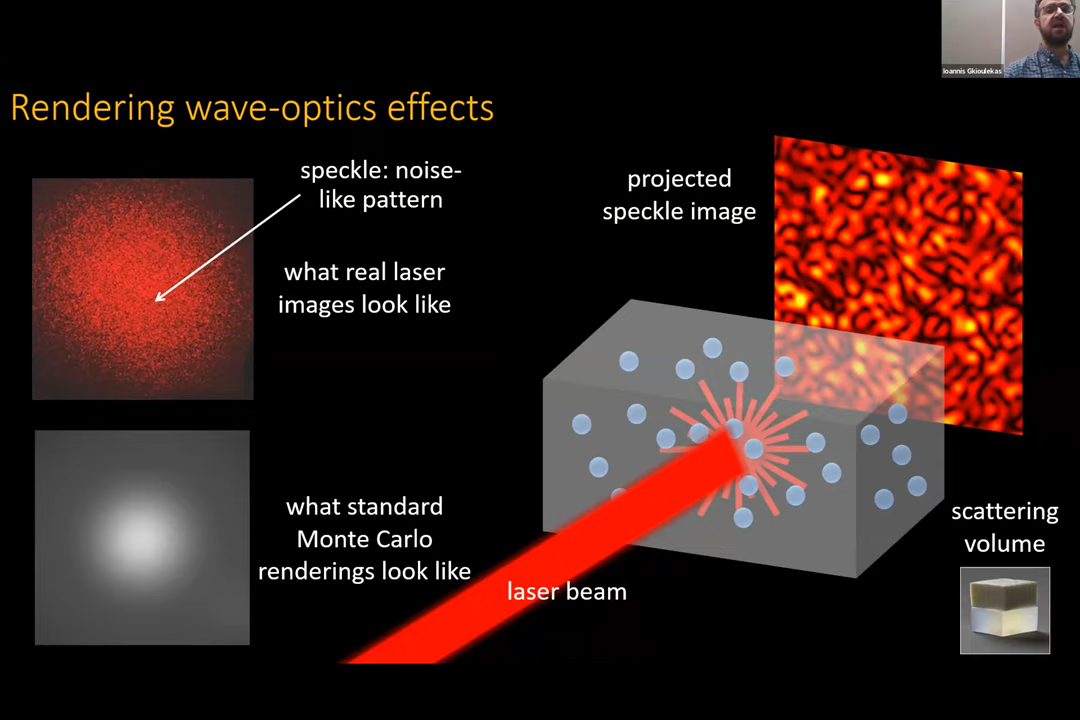 Ioannis Gkioulekas
Rendering wave-optics effects
speckle: noise-
like pattern
what real laser
images look like
projected
speckle image
what standard
Monte Carlo
renderings look like
laser beam
scattering
volume